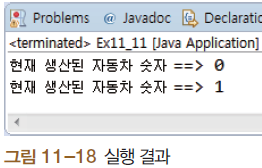 Problems @ Javadoc Declaratio
<terminated> Ex11_11 [Java Application]
현재 생산된 자동차 숫자 ==> 0
현재 생산된 자동차 숫자 ==> 1
그림 11-18 실행 결과